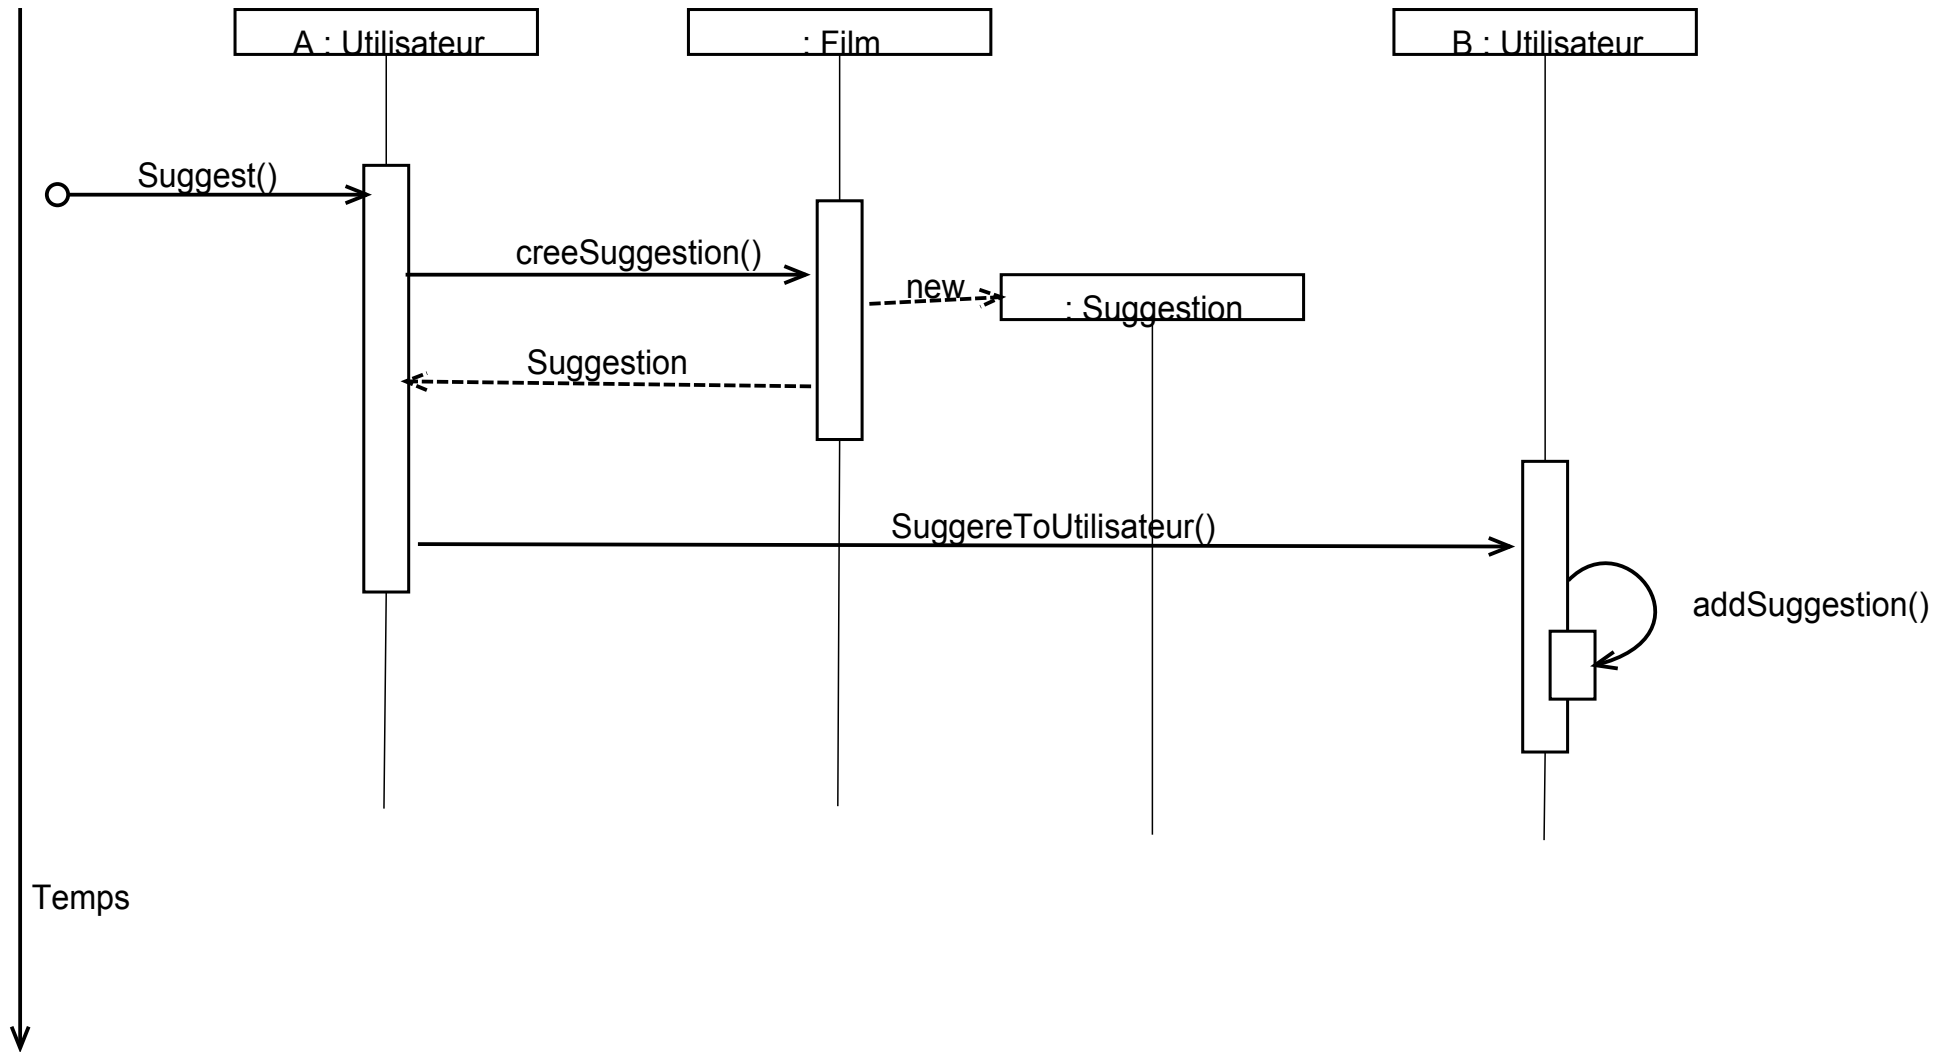 A : Utilisateur
: Film
B : Utilisateur
Suggest()
creeSuggestion()
new
: Suggestion
Suggestion
SuggereToUtilisateur()
addSuggestion()
Temps